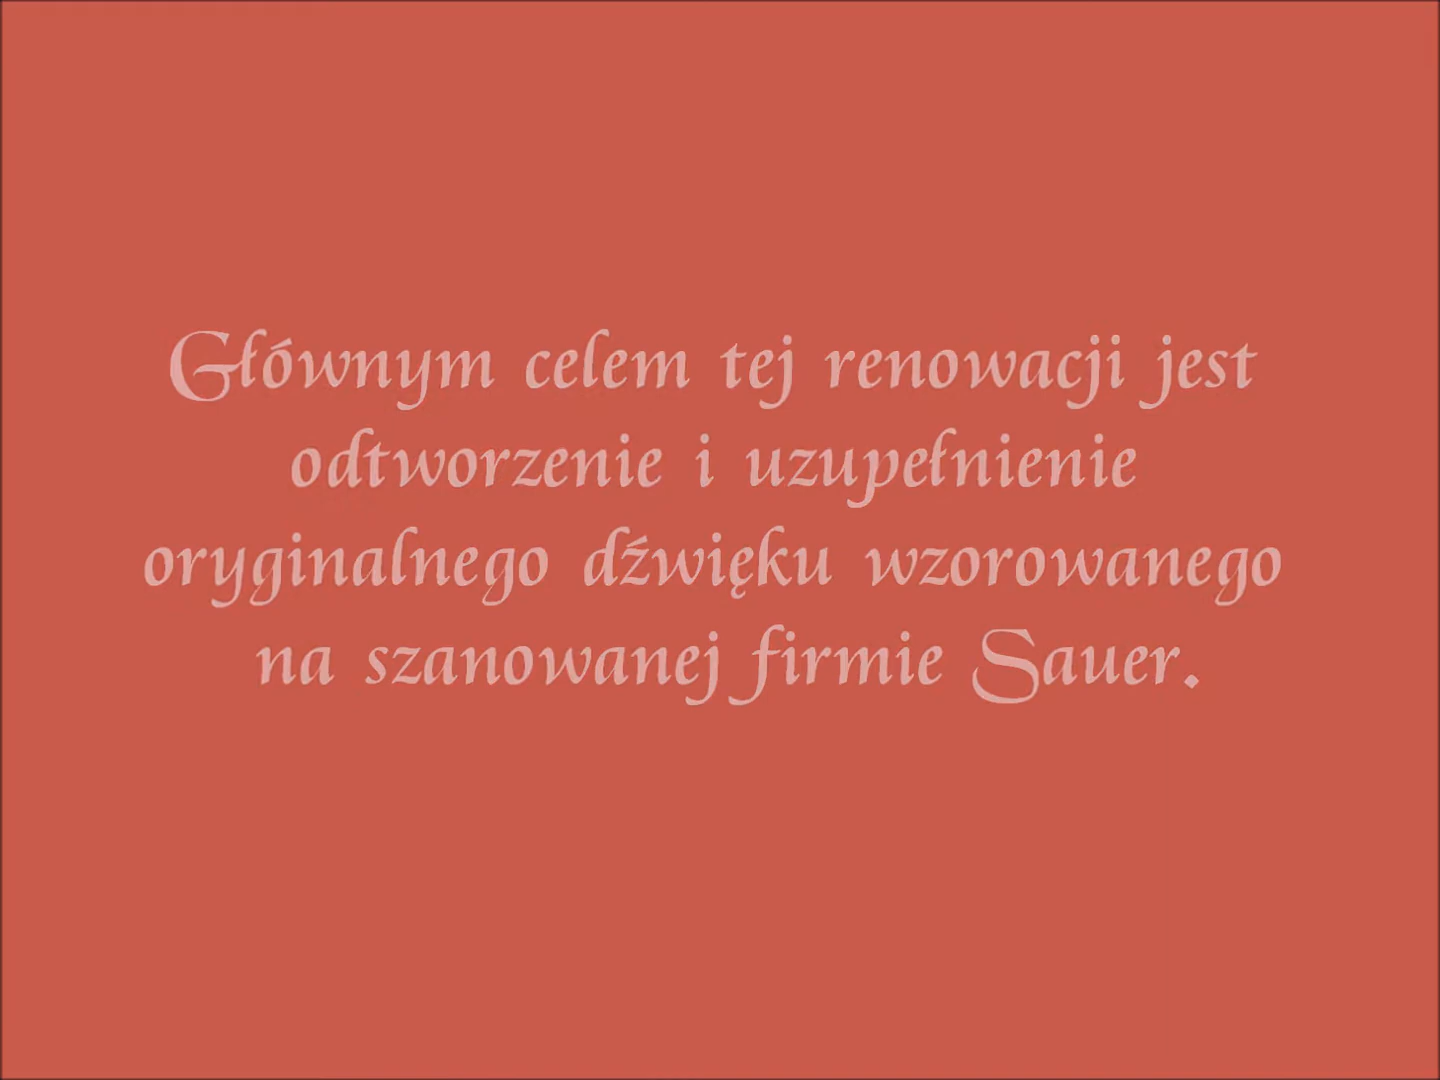 Głównym celem tej renowacji jest
odtworzenie i uzupełnienie
oryginalnego dźwięku wzorowanego
na szanowanej firmie Sauer.